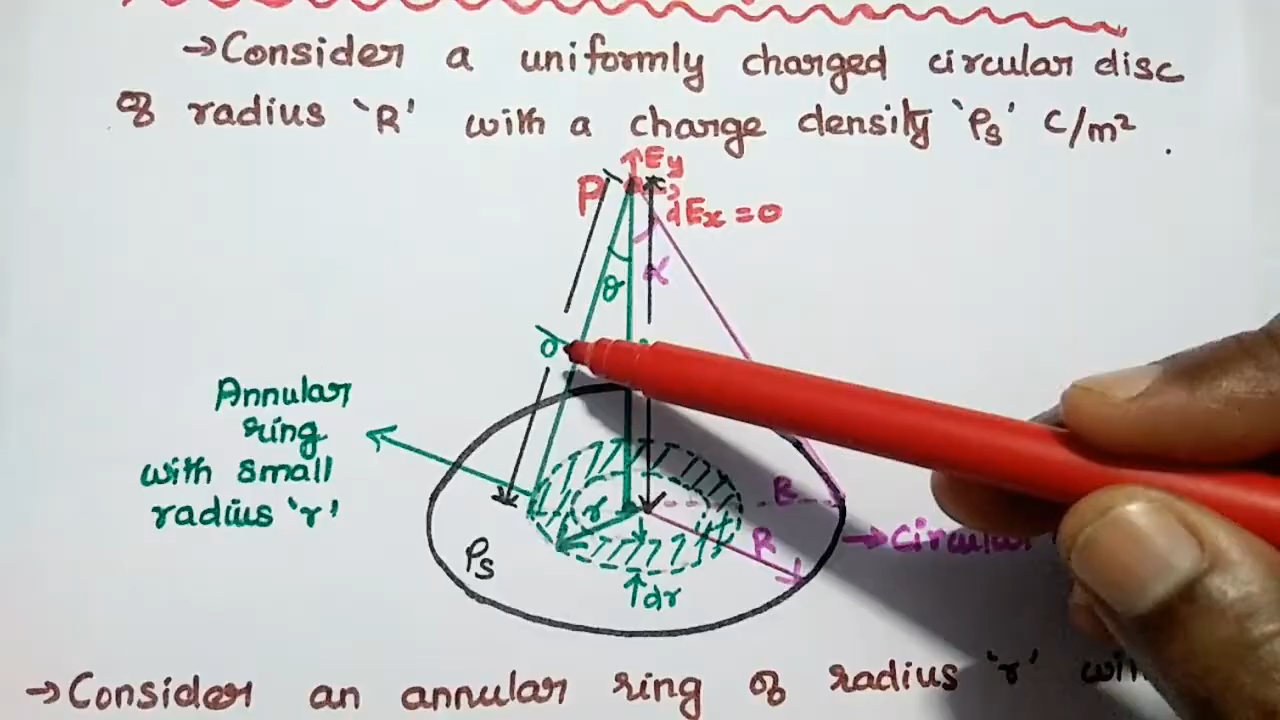 →Consider a uniformly charged circular disc
of radius 'R' with a charge density 'ρs' C/m² .
Ey
P
dEx = 0
α
θ
Annular
ring
with small
radius 'r'
r
R
R
→Circular
ρs
dr
→Consider an annular ring of radius 'r'